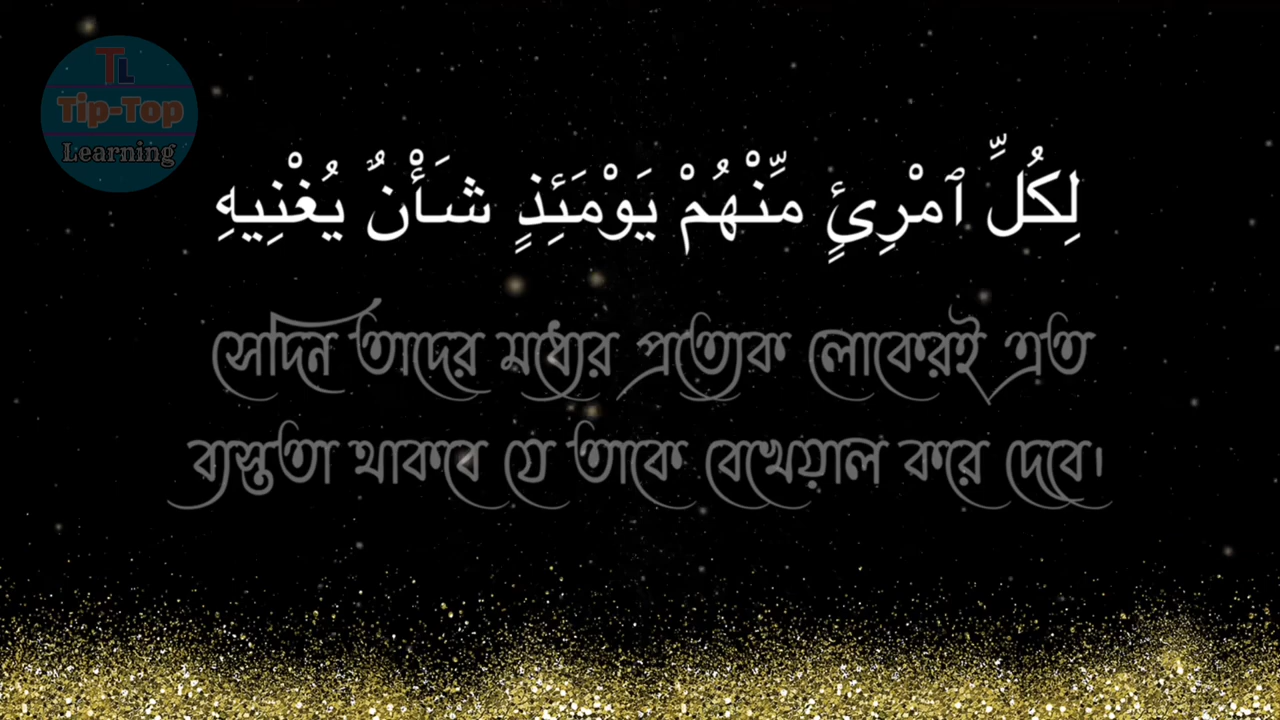 TL
Tip-Top
Learning
لِكُلِّ ٱمْرِئٍ مِّنْهُمْ يَوْمَئِذٍ شَأْنٌ يُغْنِيهِ
সেদিন তাদের মধ্যের প্রত্যেক লোকেরই এত
ব্যস্ততা থাকবে যে তাকে বেখেয়াল করে দেবে।